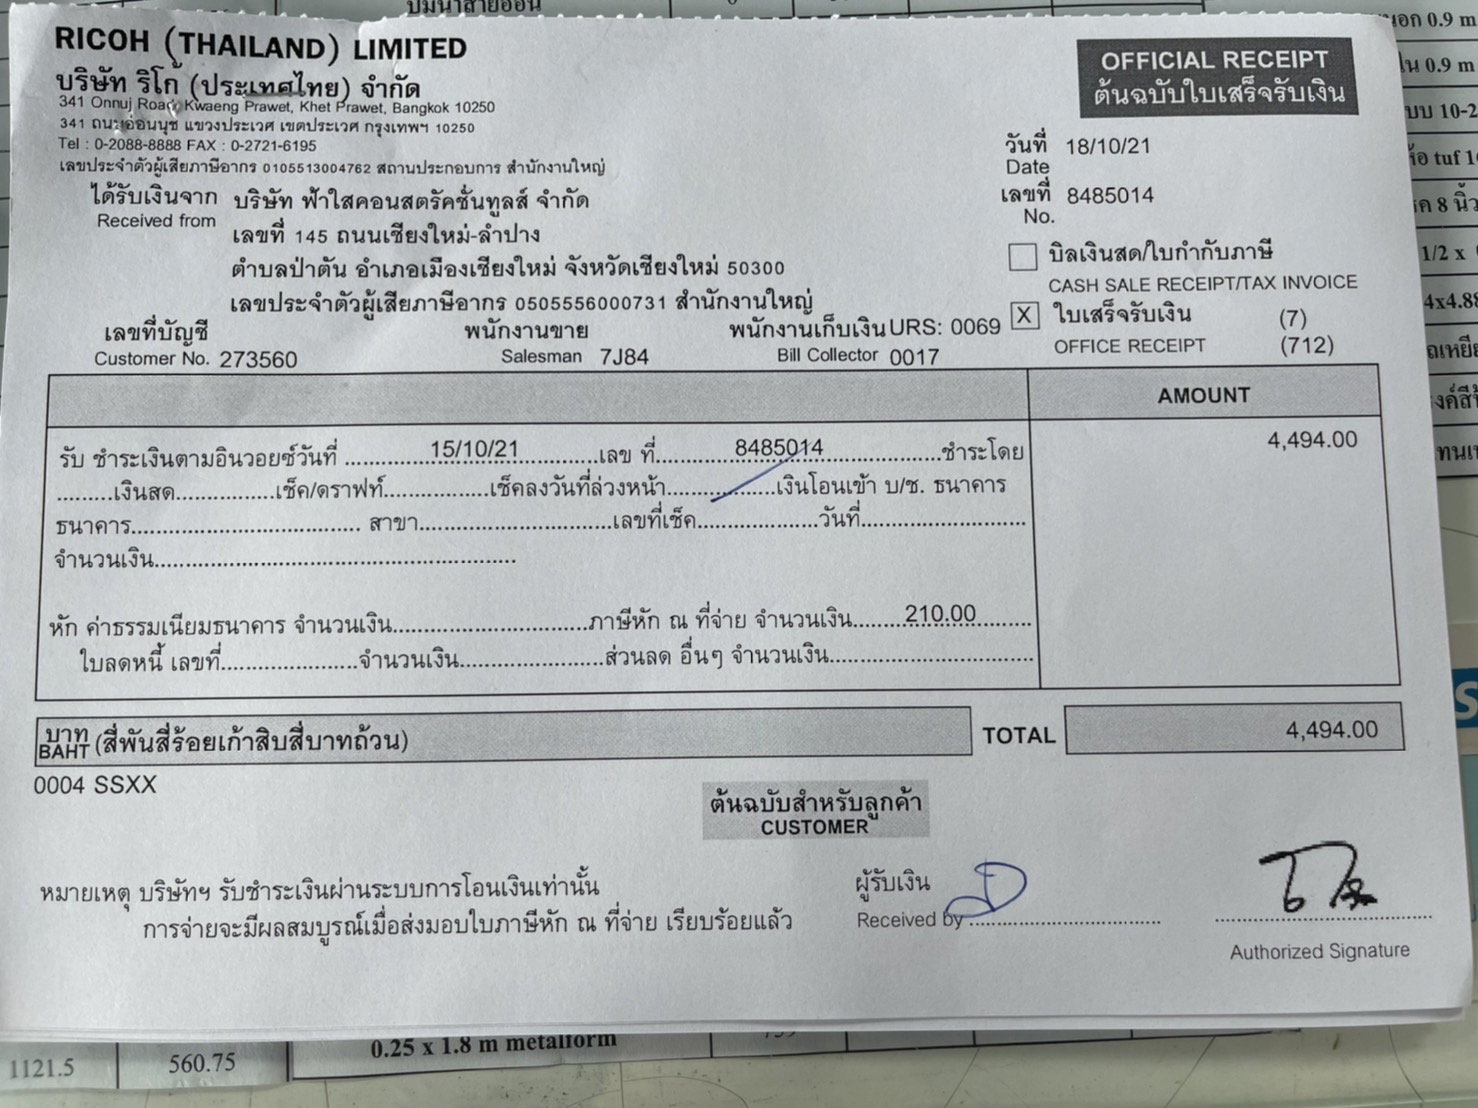 RICOH (THAILAND) LIMITED
บริษัท ริโก้ (ประเทศไทย) จำกัด
341 Onnuj Road, Kwaeng Prawet, Khet Prawet, Bangkok 10250
341 ถนนอ่อนนุช แขวงประเวศ เขตประเวศ กรุงเทพฯ 10250
Tel : 0-2088-8888 FAX : 0-2721-6195
เลขประจำตัวผู้เสียภาษีอากร 0105513004762 สถานประกอบการ สำนักงานใหญ่
OFFICIAL RECEIPT
ต้นฉบับใบเสร็จรับเงิน
วันที่ 18/10/21
Date
เลขที่ 8485014
No.
ได้รับเงินจาก บริษัท ฟ้าใสคอนสตรัคชั่นทูลส์ จำกัด
Received from
เลขที่ 145 ถนนเชียงใหม่-ลำปาง
ตำบลป่าตัน อำเภอเมืองเชียงใหม่ จังหวัดเชียงใหม่ 50300
เลขประจำตัวผู้เสียภาษีอากร 0505556000731 สำนักงานใหญ่
บิลเงินสด/ใบกำกับภาษี
CASH SALE RECEIPT/TAX INVOICE
X ใบเสร็จรับเงิน (7)
OFFICE RECEIPT (712)
เลขที่บัญชี พนักงานขาย พนักงานเก็บเงิน URS: 0069
Customer No. 273560 Salesman 7J84 Bill Collector 0017
AMOUNT
รับ ชำระเงินตามอินวอยซ์วันที่ ...15/10/21...เลข ที่...8485014...ชำระโดย 4,494.00
.........เงินสด...............เช็ค/ดราฟท์................เช็คลงวันที่ล่วงหน้า................เงินโอนเข้า บ/ช. ธนาคาร
ธนาคาร................................. สาขา............................เลขที่เช็ค..................วันที่.........................
จำนวนเงิน....................................................
หัก ค่าธรรมเนียมธนาคาร จำนวนเงิน............................ภาษีหัก ณ ที่จ่าย จำนวนเงิน...210.00...
ใบลดหนี้ เลขที่....................จำนวนเงิน.....................ส่วนลด อื่นๆ จำนวนเงิน..............................
บาท
BAHT (สี่พันสี่ร้อยเก้าสิบสี่บาทถ้วน) TOTAL 4,494.00
0004 SSXX
ต้นฉบับสำหรับลูกค้า
CUSTOMER
หมายเหตุ บริษัทฯ รับชำระเงินผ่านระบบการโอนเงินเท่านั้น
การจ่ายจะมีผลสมบูรณ์เมื่อส่งมอบใบภาษีหัก ณ ที่จ่าย เรียบร้อยแล้ว
ผู้รับเงิน
Received by
Authorized Signature
1121.5 560.75 0.25 x 1.8 m metalform
0.9 m
0.9 m
tuf
8 นิ้ว
1/2 x